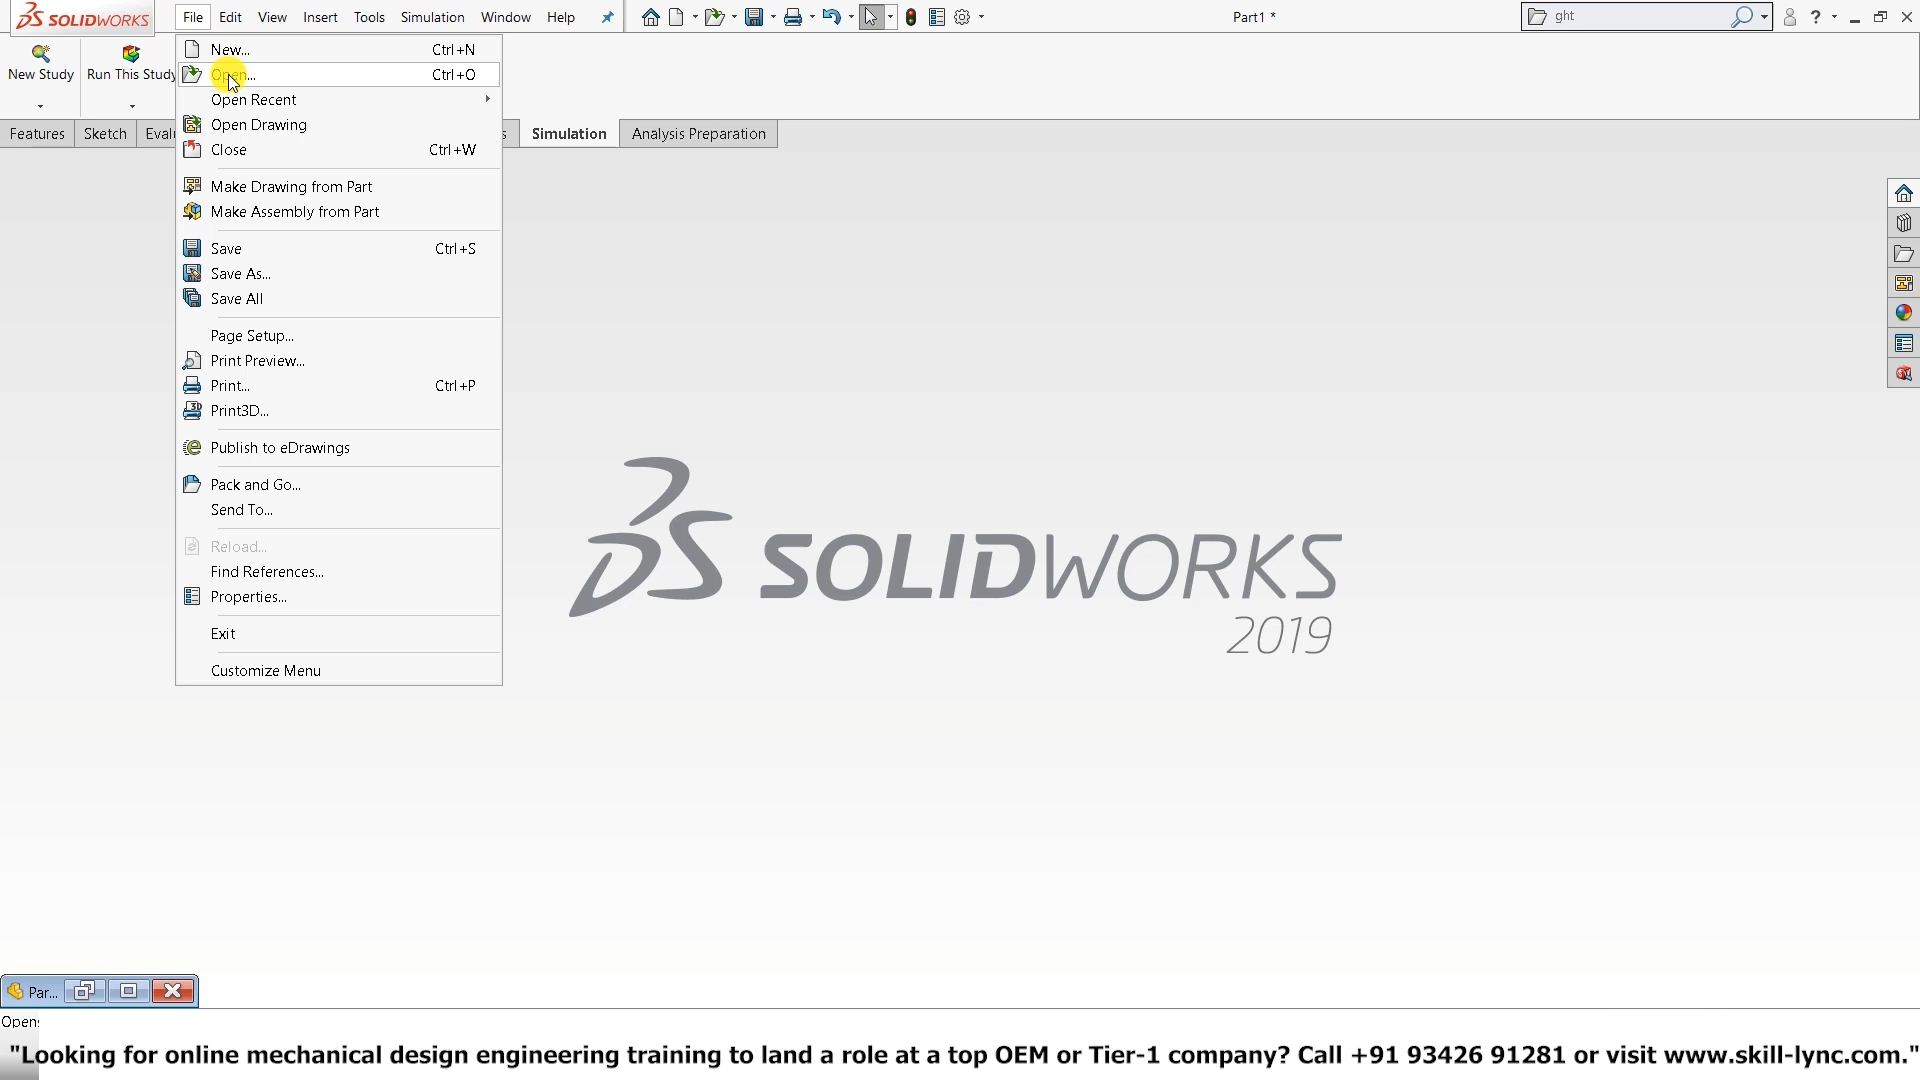 SOLIDWORKS File Edit View Insert Tools Simulation Window Help Part1 * ght ?
New... Ctrl+N
New Study Run This Study Open... Ctrl+O
Open Recent
Open Drawing
Features Sketch Simulation Analysis Preparation
Close Ctrl+W
Make Drawing from Part
Make Assembly from Part
Save Ctrl+S
Save As...
Save All
Page Setup...
Print Preview...
Print... Ctrl+P
Print3D...
Publish to eDrawings
Pack and Go...
Send To...
Reload...
Find References...
Properties...
Exit
Customize Menu
SOLIDWORKS
2019
Par...
Opens
"Looking for online mechanical design engineering training to land a role at a top OEM or Tier-1 company? Call +91 93426 91281 or visit www.skill-lync.com."